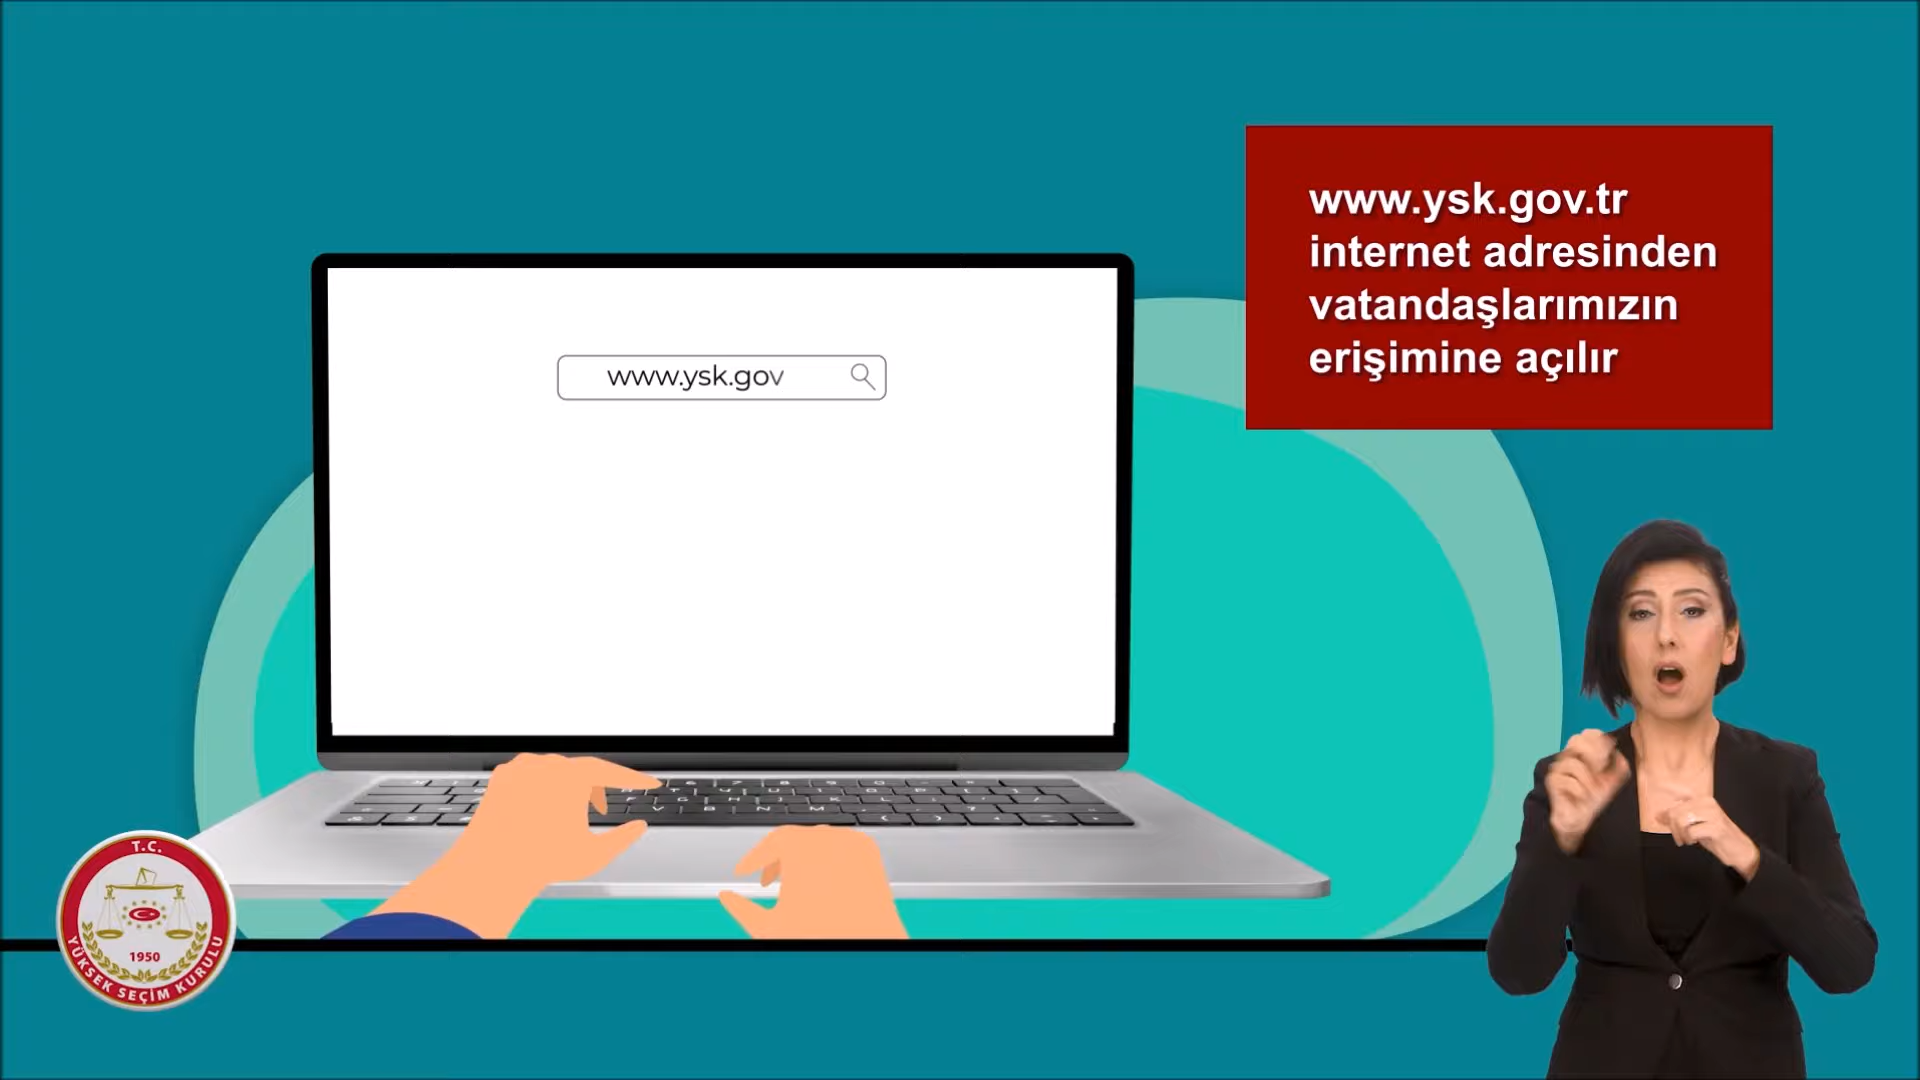 www.ysk.gov.tr
internet adresinden
vatandaşlarımızın
erişimine açılır
www.ysk.gov
T.C.
1950
YÜKSEK SEÇİM KURULU